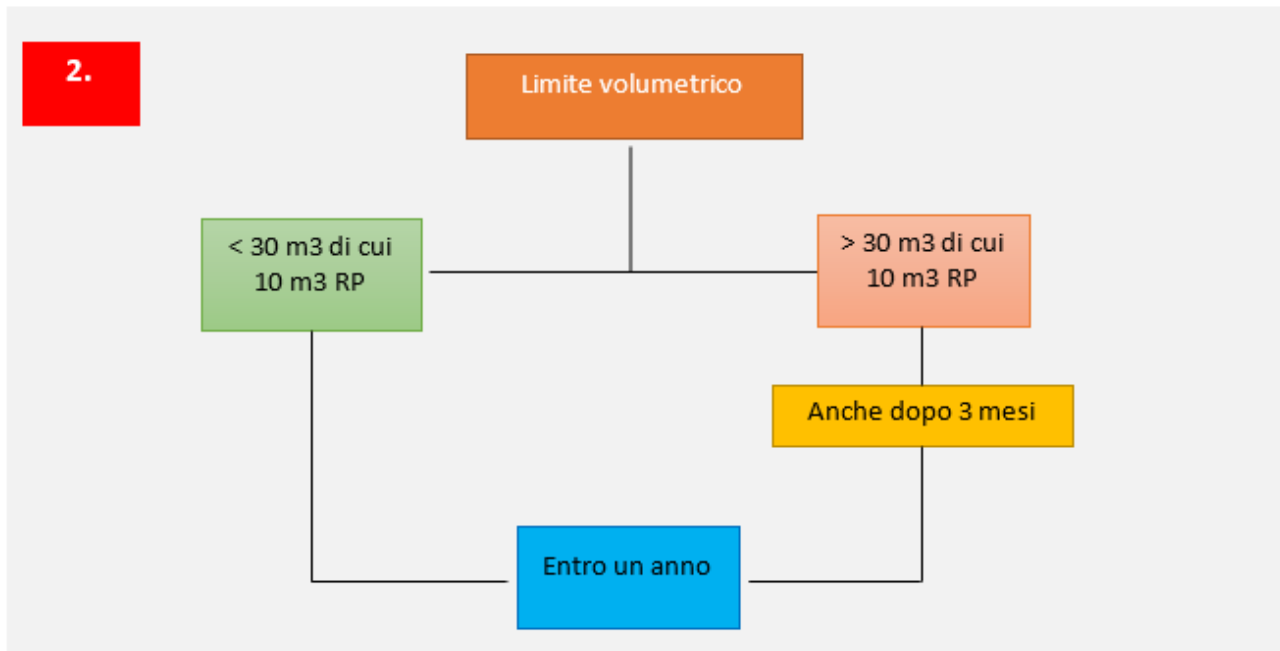 2.
Limite volumetrico
< 30 m3 di cui
10 m3 RP
> 30 m3 di cui
10 m3 RP
Anche dopo 3 mesi
Entro un anno